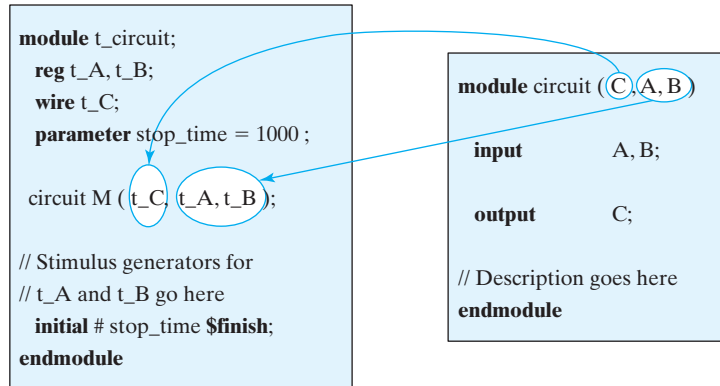 module t_circuit;
reg t_A, t_B;
wire t_C;
parameter stop_time = 1000 ;
circuit M ( t_C, t_A, t_B );
// Stimulus generators for
// t_A and t_B go here
initial # stop_time $finish;
endmodule
module circuit ( C , A, B )
input A, B;
output C;
// Description goes here
endmodule